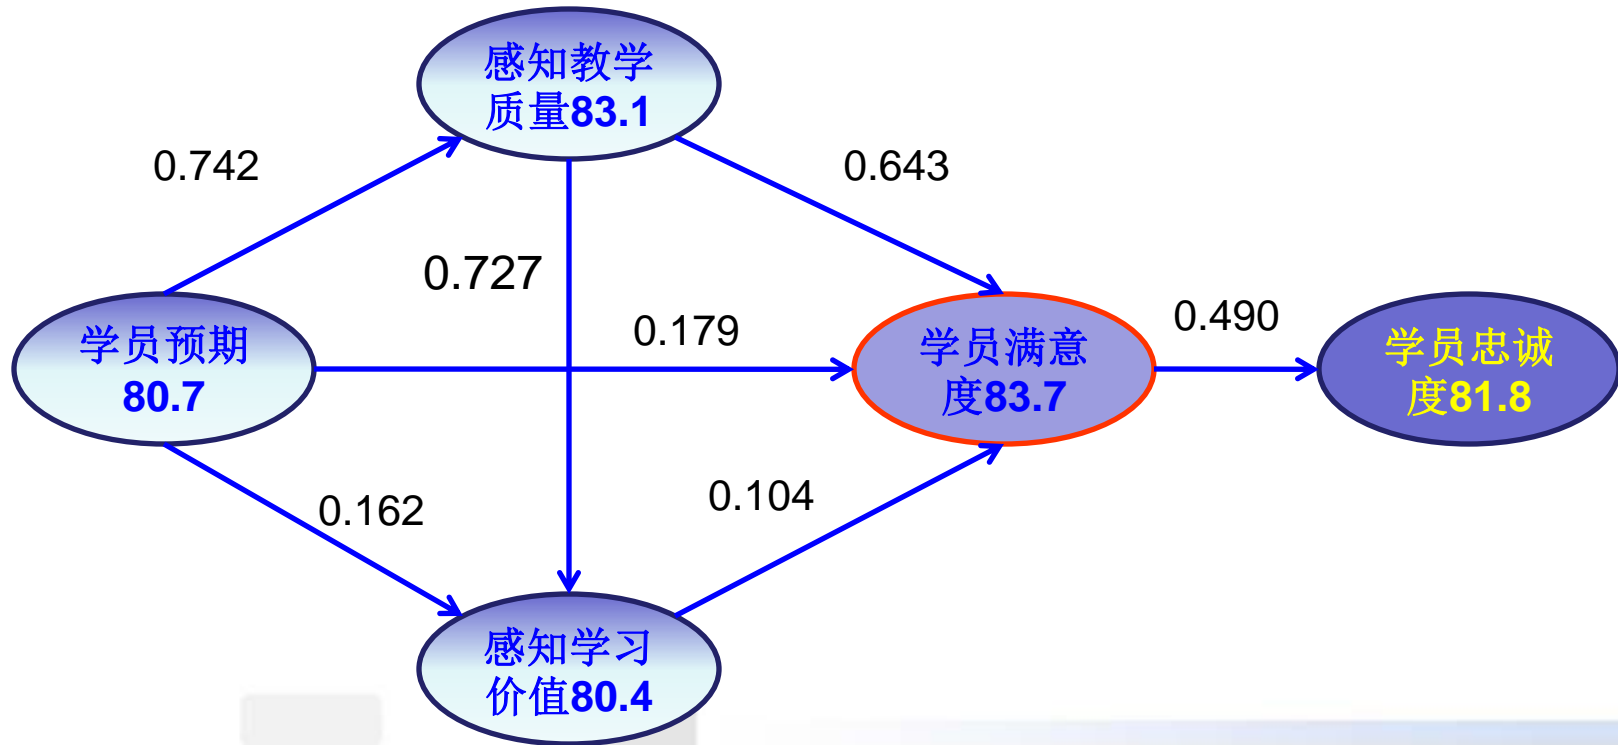 感知教学
质量83.1
0.742
0.643
0.727
学员预期
80.7
0.179
学员满意
度83.7
0.490
学员忠诚
度81.8
0.162
0.104
感知学习
价值80.4